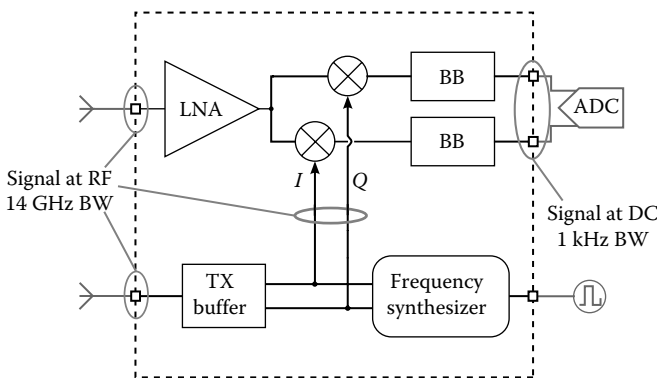 LNA
BB
ADC
BB
I
Q
Signal at RF
14 GHz BW
Signal at DC
1 kHz BW
TX
buffer
Frequency
synthesizer